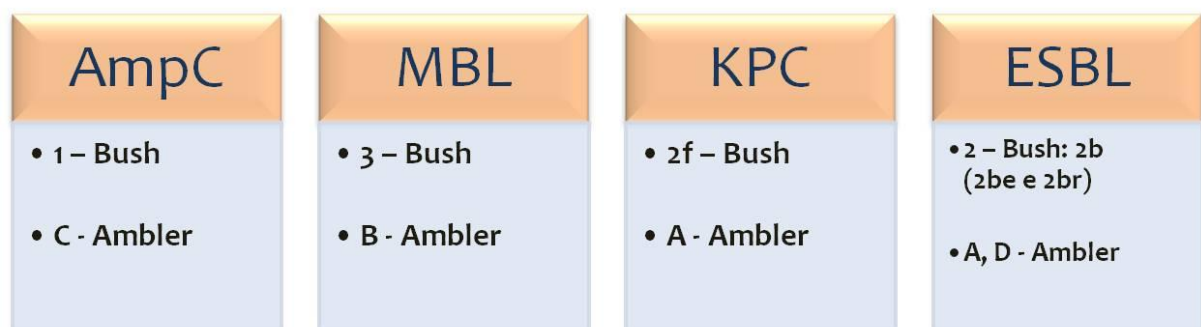 AmpC
• 1 – Bush
• C - Ambler
MBL
• 3 – Bush
• B - Ambler
KPC
• 2f – Bush
• A - Ambler
ESBL
• 2 – Bush: 2b
(2be e 2br)
• A, D - Ambler